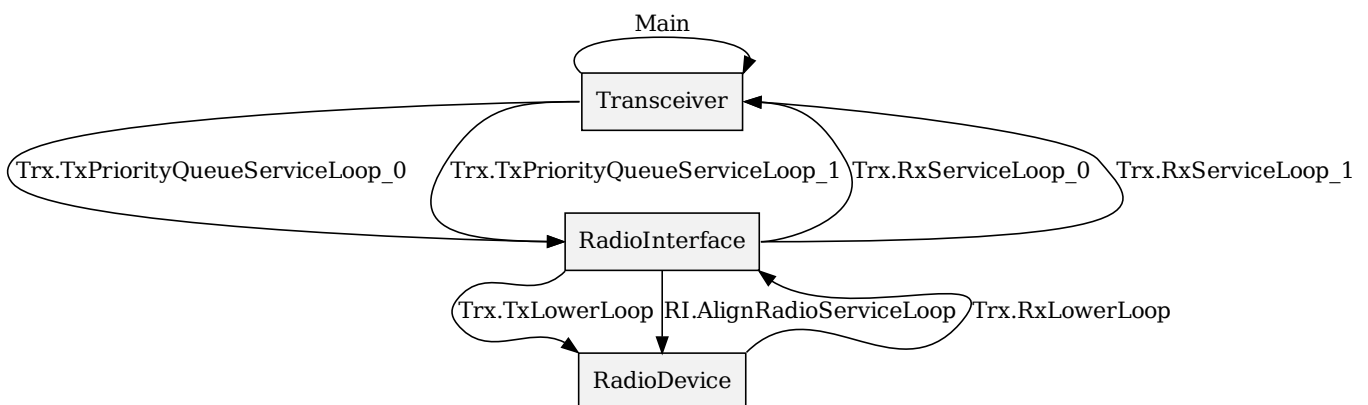 Main
Transceiver
Trx.TxPriorityQueueServiceLoop_0
Trx.TxPriorityQueueServiceLoop_1
Trx.RxServiceLoop_0
Trx.RxServiceLoop_1
RadioInterface
Trx.TxLowerLoop
RI.AlignRadioServiceLoop
Trx.RxLowerLoop
RadioDevice